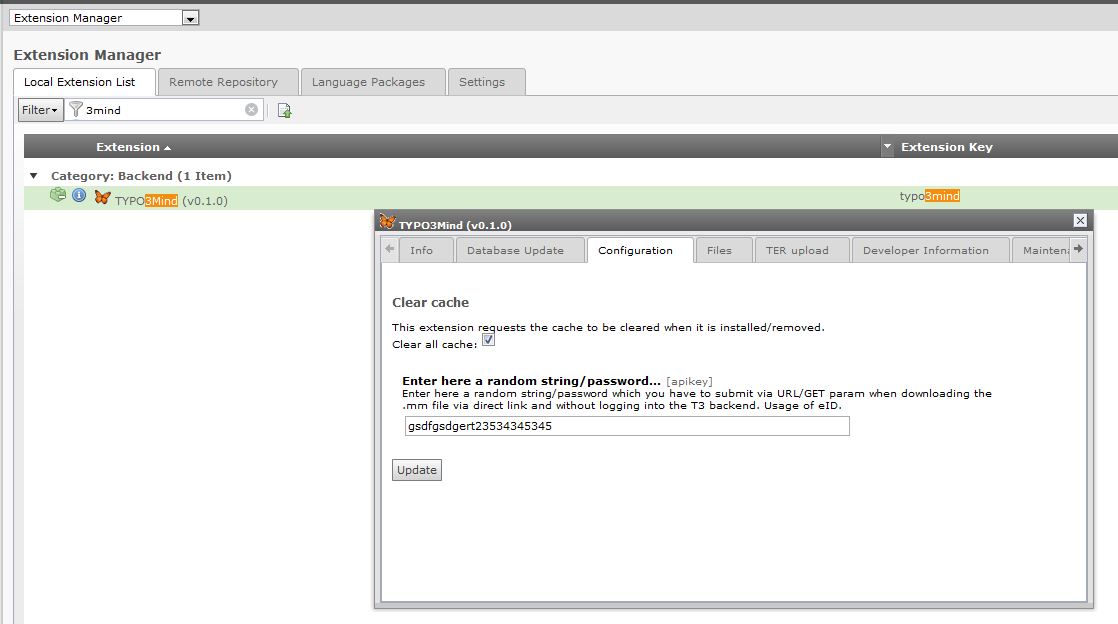 Extension Manager
Extension Manager
Local Extension List Remote Repository Language Packages Settings
Filter 3mind
Extension Extension Key
Category: Backend (1 Item)
TYPO3Mind (v0.1.0) typo3mind
TYPO3Mind (v0.1.0)
Info Database Update Configuration Files TER upload Developer Information Maintena
Clear cache
This extension requests the cache to be cleared when it is installed/removed.
Clear all cache:
Enter here a random string/password... [apikey]
Enter here a random string/password which you have to submit via URL/GET param when downloading the
.mm file via direct link and without logging into the T3 backend. Usage of eID.
gsdfgsdgert23534345345
Update